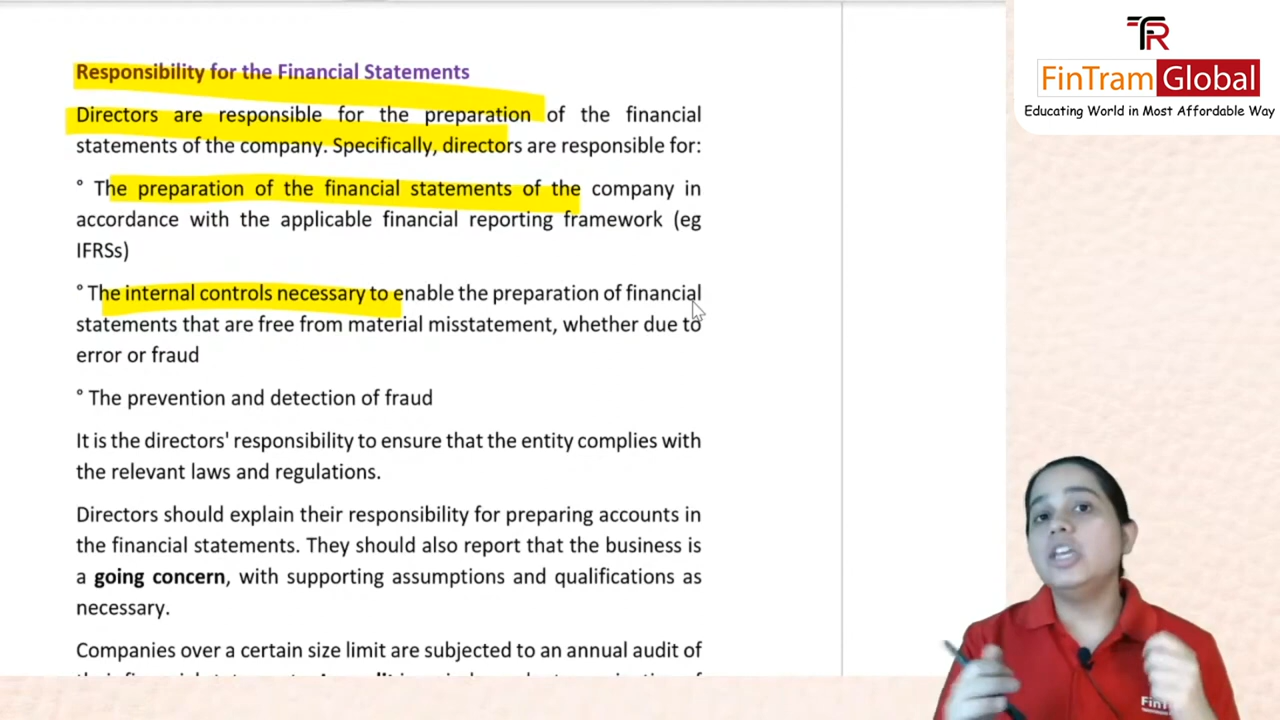 Responsibility for the Financial Statements
Directors are responsible for the preparation of the financial
statements of the company. Specifically, directors are responsible for:
° The preparation of the financial statements of the company in
accordance with the applicable financial reporting framework (eg
IFRSs)
° The internal controls necessary to enable the preparation of financial
statements that are free from material misstatement, whether due to
error or fraud
° The prevention and detection of fraud
It is the directors' responsibility to ensure that the entity complies with
the relevant laws and regulations.
Directors should explain their responsibility for preparing accounts in
the financial statements. They should also report that the business is
a going concern, with supporting assumptions and qualifications as
necessary.
Companies over a certain size limit are subjected to an annual audit of
TR
FinTram Global
Educating World in Most Affordable Way